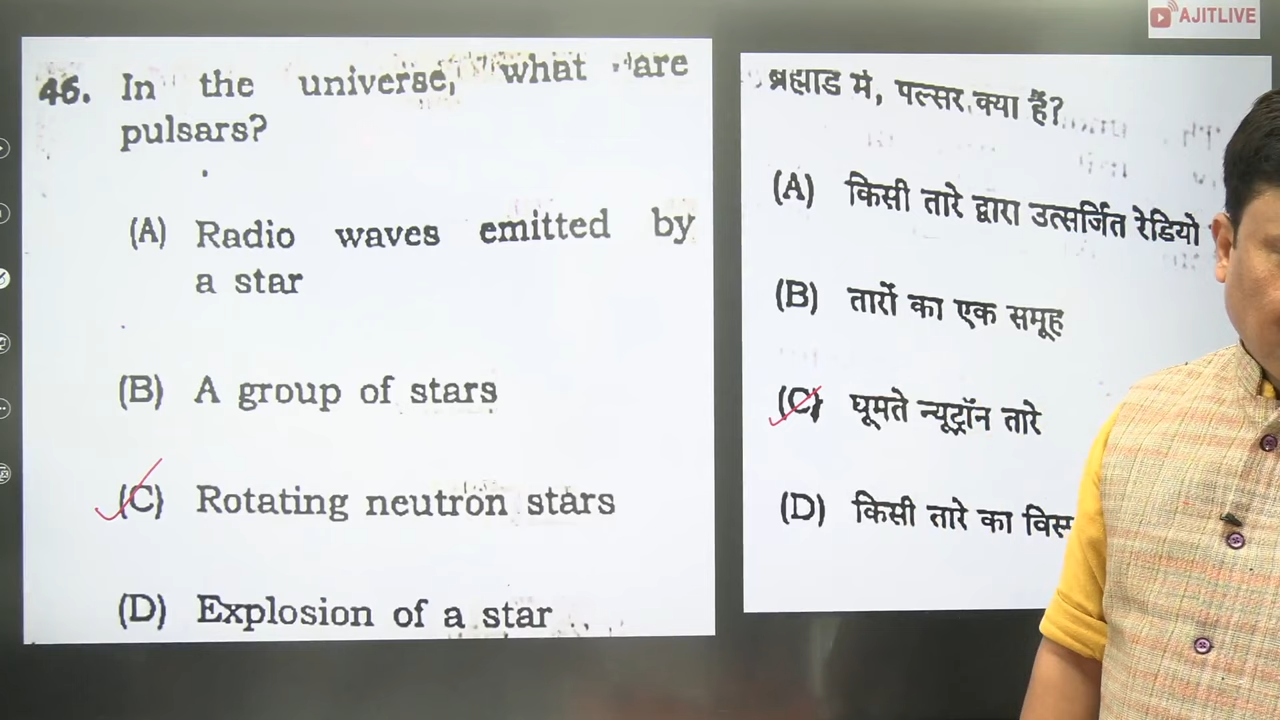 AJITLIVE
46. In the universe, what are
pulsars?
(A) Radio waves emitted by
a star
(B) A group of stars
(C) Rotating neutron stars
(D) Explosion of a star
ब्रह्माड में, पल्सर क्या हैं?
(A) किसी तारे द्वारा उत्सर्जित रेडियो
(B) तारों का एक समूह
(C) घूमते न्यूट्रॉन तारे
(D) किसी तारे का